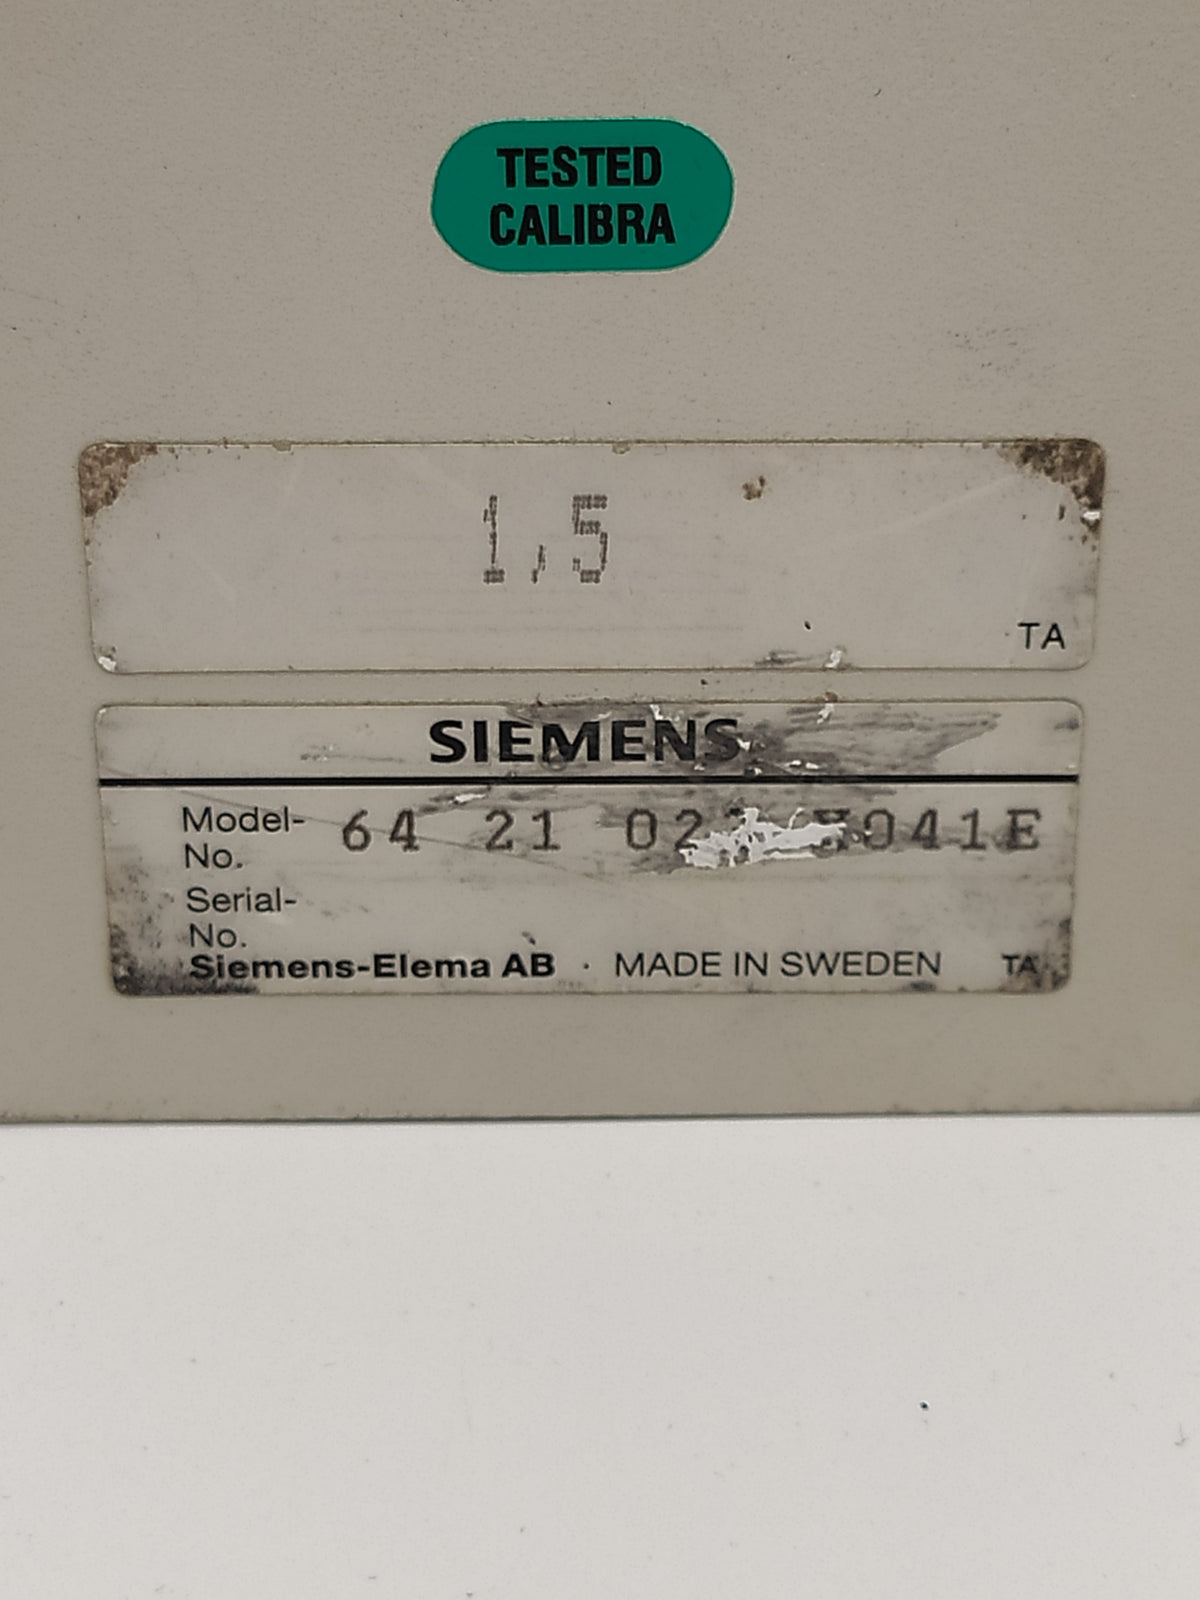 TESTED
CALIBRA
1,5
TA
SIEMENS
Model- 64 21 041E
No.
Serial-
No.
Siemens-Elema AB · MADE IN SWEDEN TA